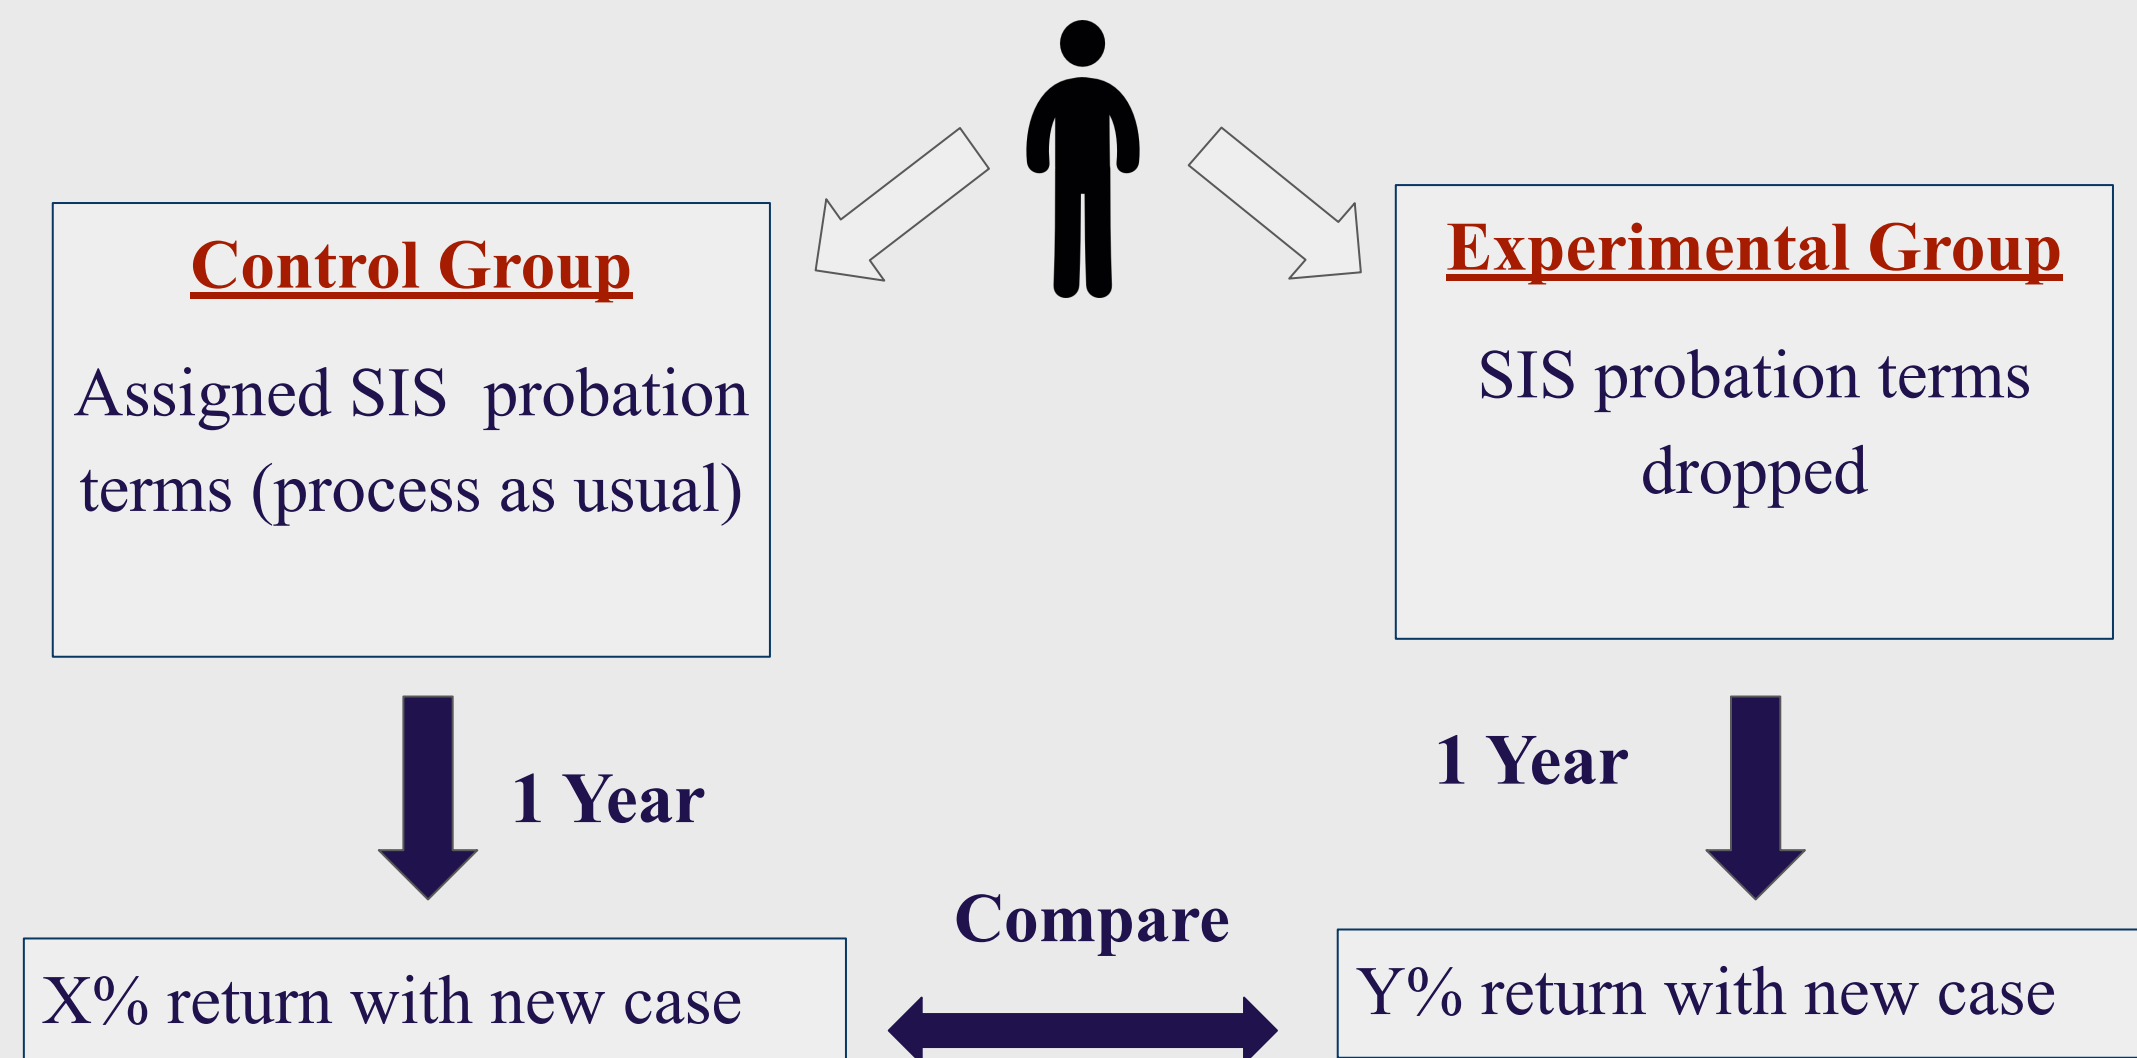 Control Group
Assigned SIS probation
terms (process as usual)
Experimental Group
SIS probation terms
dropped
1 Year
1 Year
Compare
X% return with new case
Y% return with new case